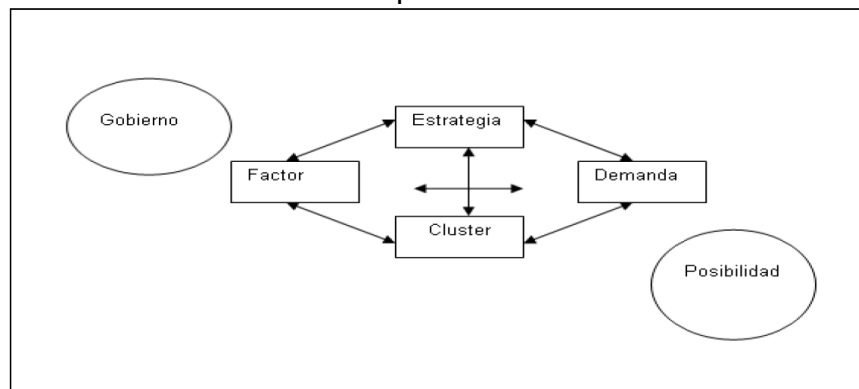 Gobierno
Estrategia
Factor
Demanda
Cluster
Posibilidad